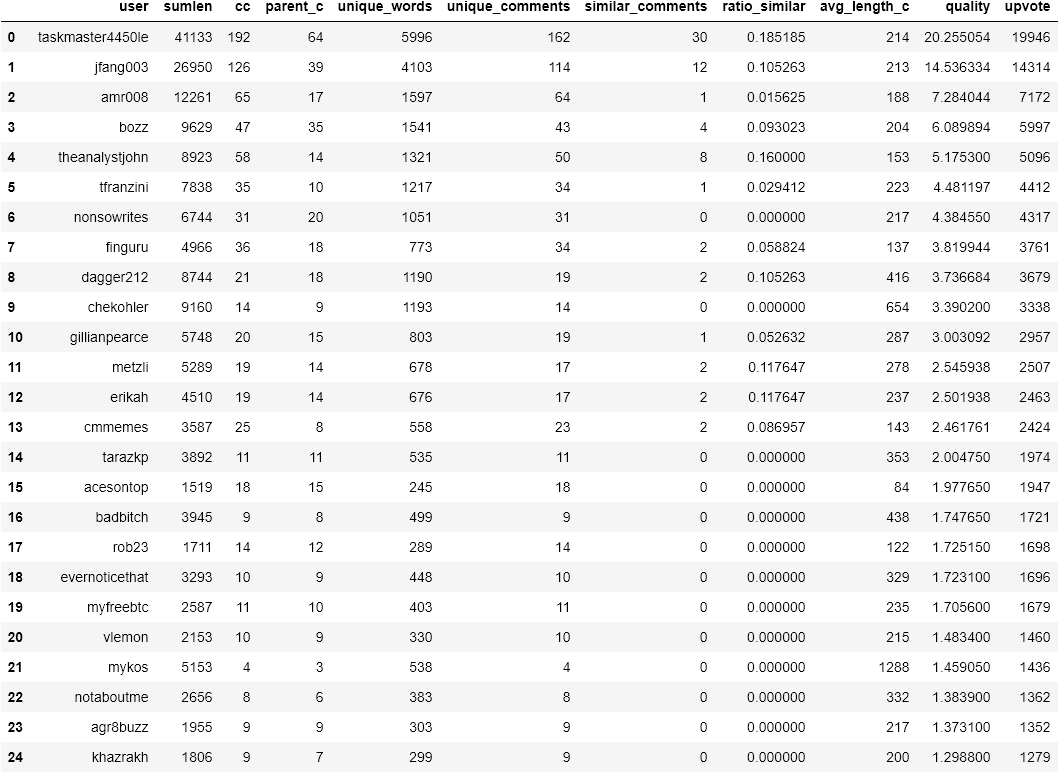 user sumlen cc parent_c unique_words unique_comments similar_comments ratio_similar avg_length_c quality upvote
0 taskmaster4450le 41133 192 64 5996 162 30 0.185185 214 20.255054 19946
1 jfang003 26950 126 39 4103 114 12 0.105263 213 14.536334 14314
2 amr008 12261 65 17 1597 64 1 0.015625 188 7.284044 7172
3 bozz 9629 47 35 1541 43 4 0.093023 204 6.089894 5997
4 theanalystjohn 8923 58 14 1321 50 8 0.160000 153 5.175300 5096
5 tfranzini 7838 35 10 1217 34 1 0.029412 223 4.481197 4412
6 nonsowrites 6744 31 20 1051 31 0 0.000000 217 4.384550 4317
7 finguru 4966 36 18 773 34 2 0.058824 137 3.819944 3761
8 dagger212 8744 21 18 1190 19 2 0.105263 416 3.736684 3679
9 chekohler 9160 14 9 1193 14 0 0.000000 654 3.390200 3338
10 gillianpearce 5748 20 15 803 19 1 0.052632 287 3.003092 2957
11 metzli 5289 19 14 678 17 2 0.117647 278 2.545938 2507
12 erikah 4510 19 14 676 17 2 0.117647 237 2.501938 2463
13 cmmemes 3587 25 8 558 23 2 0.086957 143 2.461761 2424
14 tarazkp 3892 11 11 535 11 0 0.000000 353 2.004750 1974
15 acesontop 1519 18 15 245 18 0 0.000000 84 1.977650 1947
16 badbitch 3945 9 8 499 9 0 0.000000 438 1.747650 1721
17 rob23 1711 14 12 289 14 0 0.000000 122 1.725150 1698
18 evernoticethat 3293 10 9 448 10 0 0.000000 329 1.723100 1696
19 myfreebtc 2587 11 10 403 11 0 0.000000 235 1.705600 1679
20 vlemon 2153 10 9 330 10 0 0.000000 215 1.483400 1460
21 mykos 5153 4 3 538 4 0 0.000000 1288 1.459050 1436
22 notaboutme 2656 8 6 383 8 0 0.000000 332 1.383900 1362
23 agr8buzz 1955 9 9 303 9 0 0.000000 217 1.373100 1352
24 khazrakh 1806 9 7 299 9 0 0.000000 200 1.298800 1279